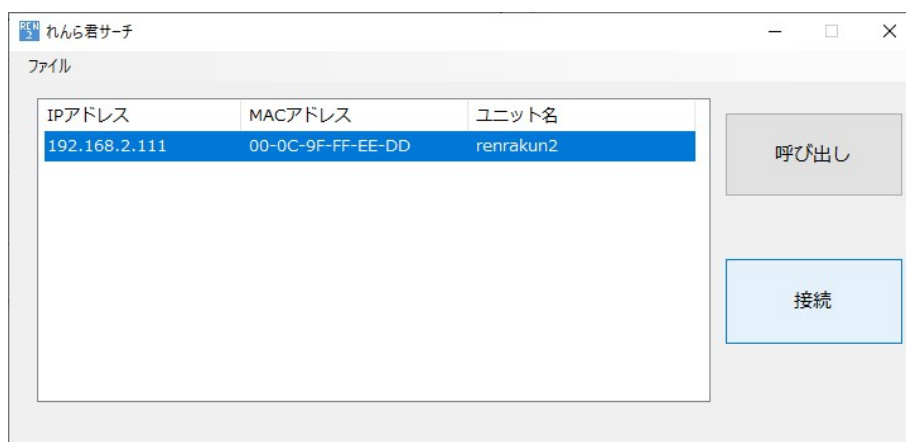 REN
2
れんら君サーチ
ファイル
IPアドレス MACアドレス ユニット名
192.168.2.111 00-0C-9F-FF-EE-DD renrakun2
呼び出し
接続